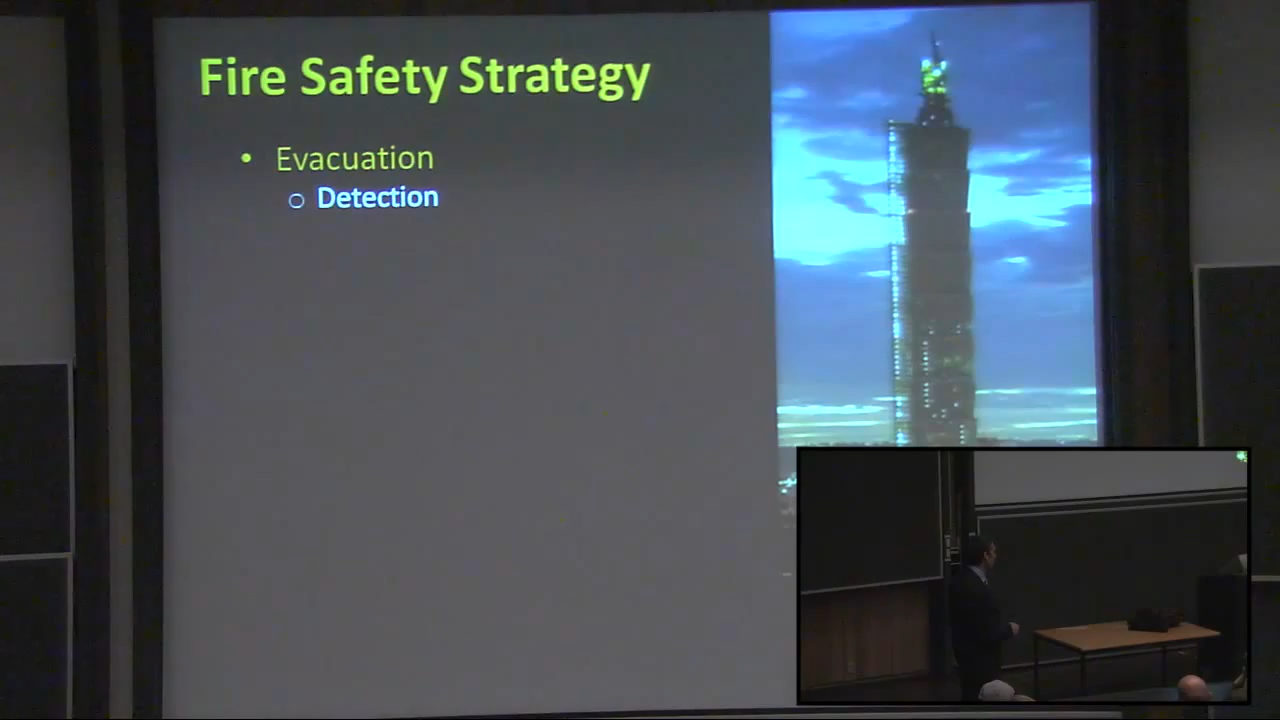 Fire Safety Strategy
• Evacuation
○ Detection